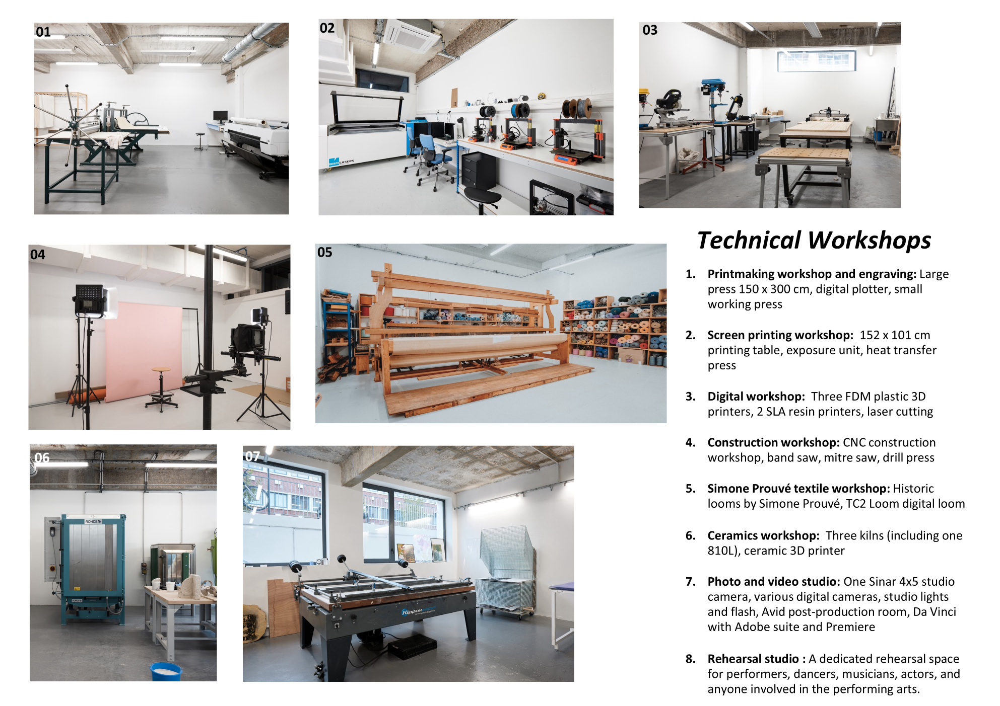 01
02
03
BRMLASERS
04
05
Technical Workshops
1. Printmaking workshop and engraving: Large
press 150 x 300 cm, digital plotter, small
working press
2. Screen printing workshop: 152 x 101 cm
printing table, exposure unit, heat transfer
press
3. Digital workshop: Three FDM plastic 3D
printers, 2 SLA resin printers, laser cutting
4. Construction workshop: CNC construction
workshop, band saw, mitre saw, drill press
5. Simone Prouvé textile workshop: Historic
looms by Simone Prouvé, TC2 Loom digital loom
6. Ceramics workshop: Three kilns (including one
810L), ceramic 3D printer
7. Photo and video studio: One Sinar 4x5 studio
camera, various digital cameras, studio lights
and flash, Avid post-production room, Da Vinci
with Adobe suite and Premiere
8. Rehearsal studio : A dedicated rehearsal space
for performers, dancers, musicians, actors, and
anyone involved in the performing arts.
06
ROHDE
ROHDE
07
Kippax